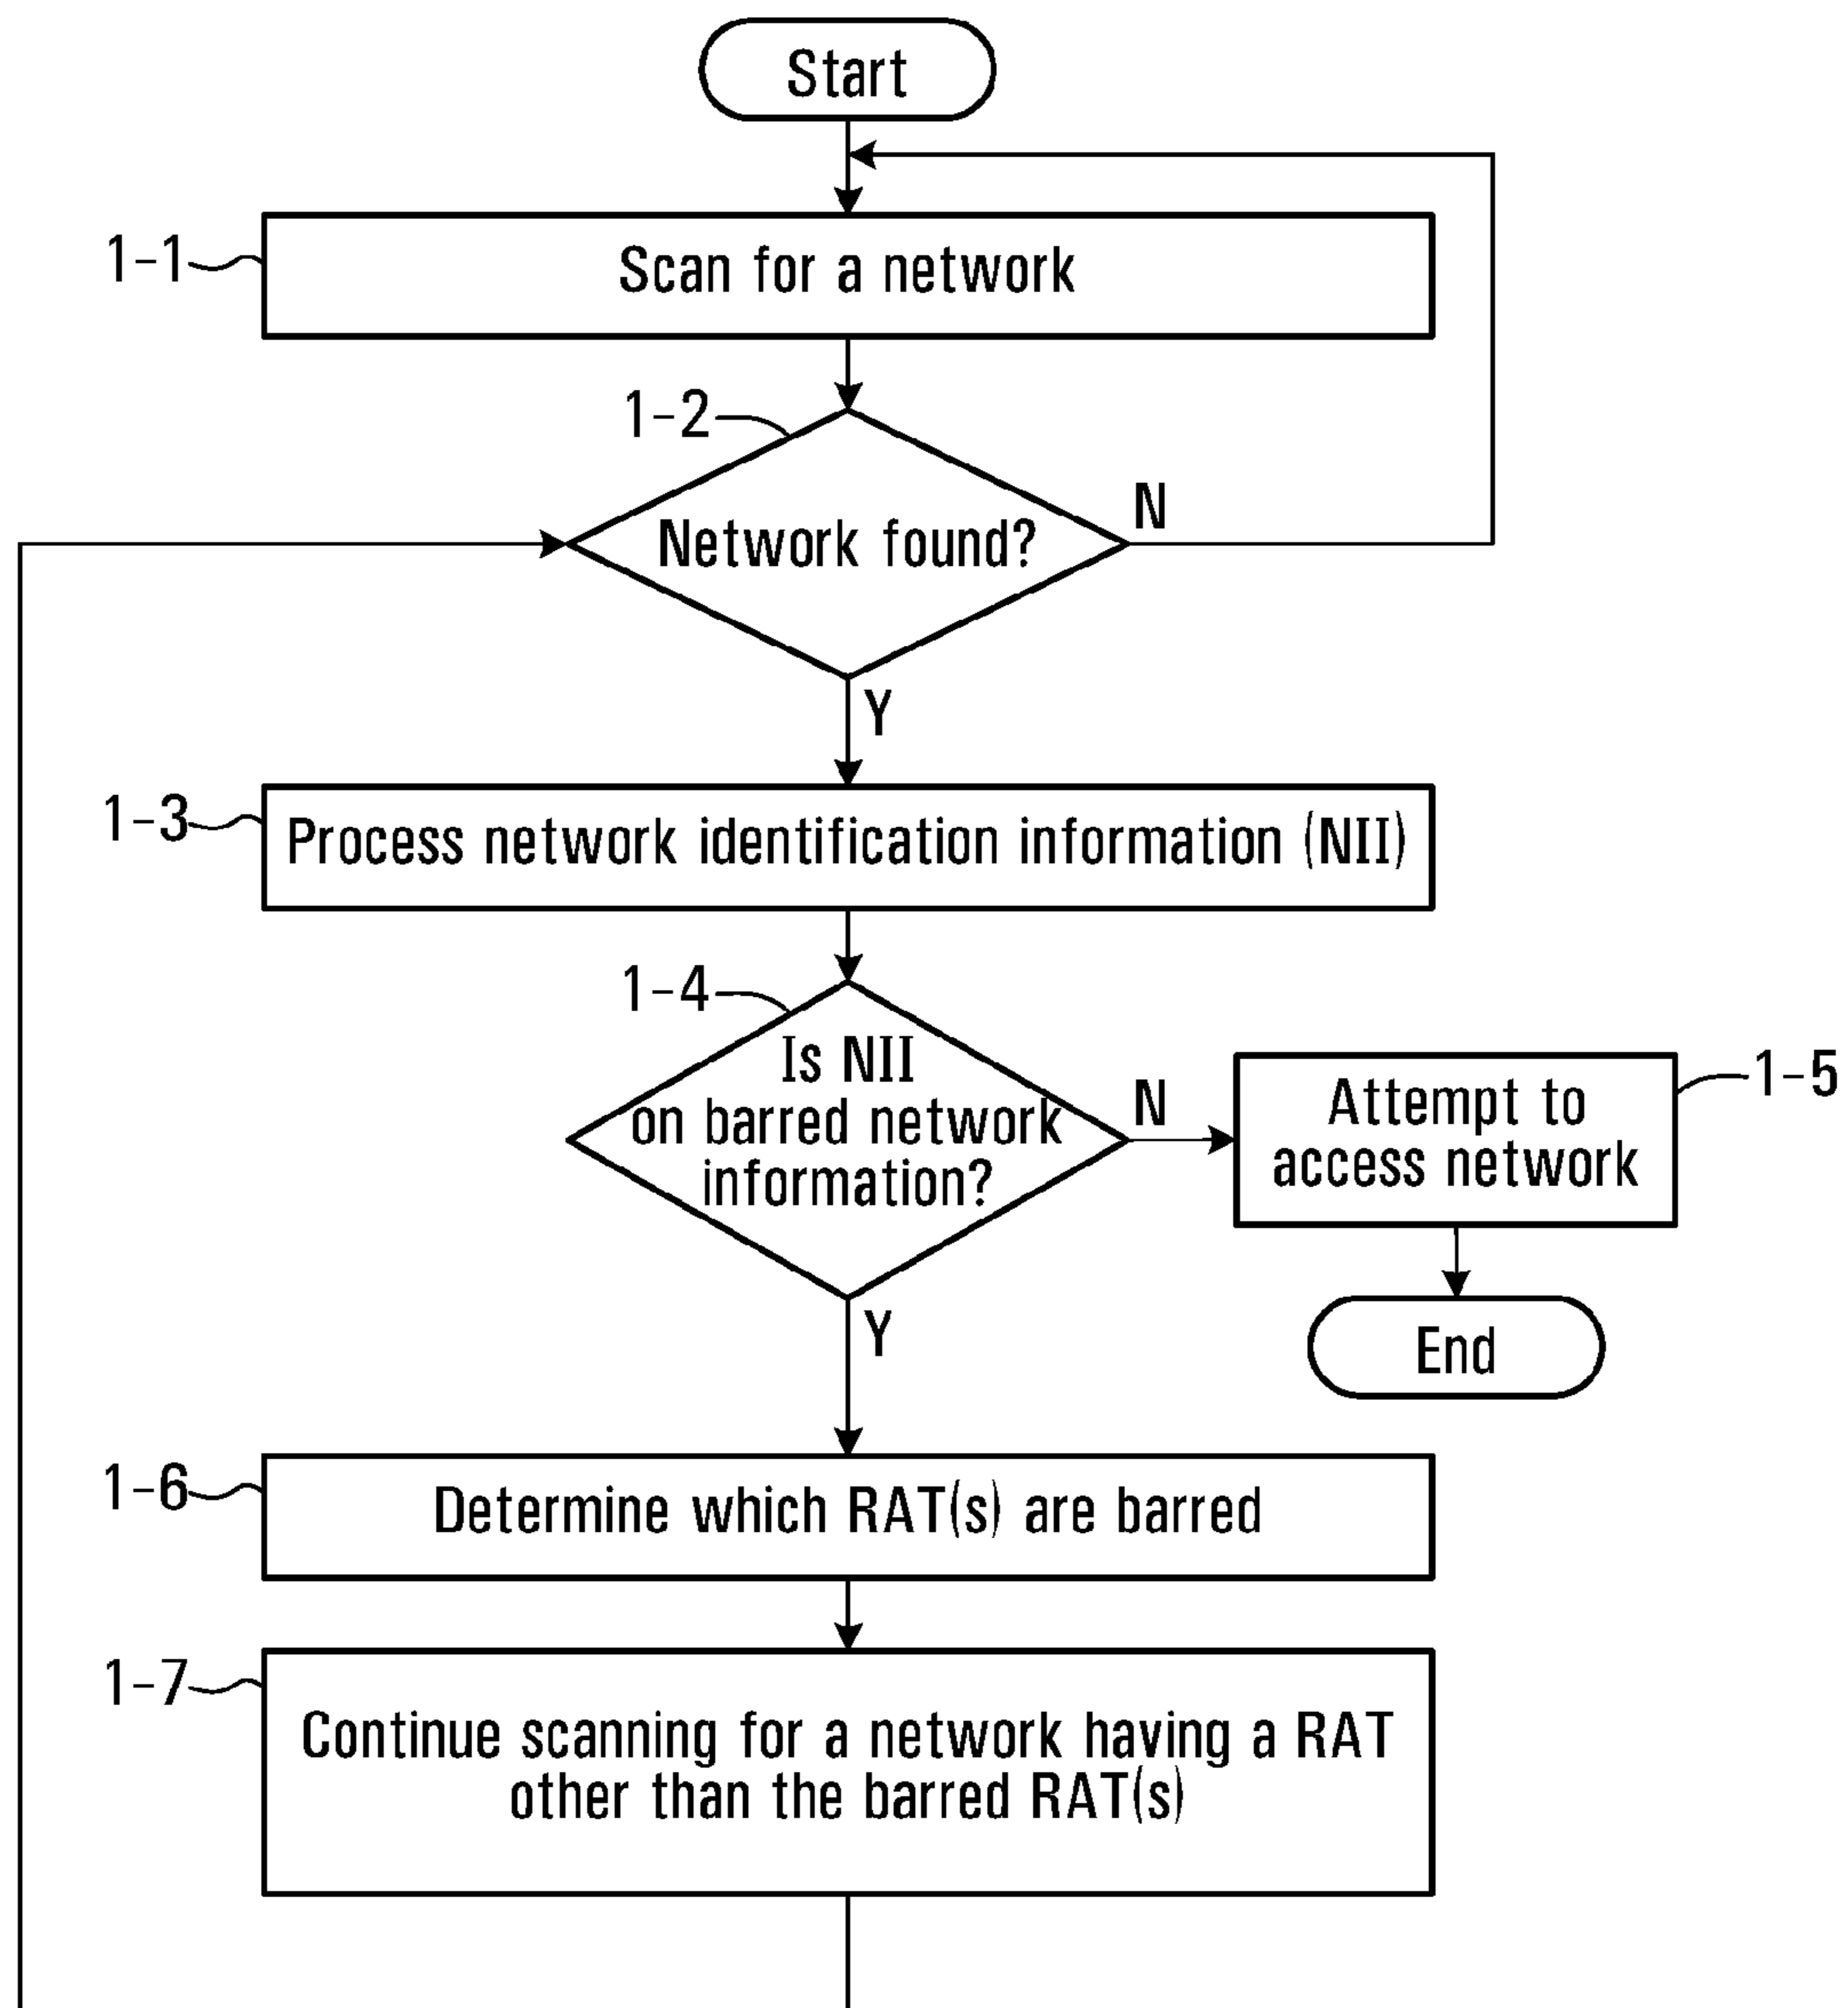 Start
1-1
Scan for a network
1-2
Network found?
N
Y
1-3
Process network identification information (NII)
1-4
Is NII
on barred network
information?
N
Attempt to
access network
1-5
End
Y
1-6
Determine which RAT(s) are barred
1-7
Continue scanning for a network having a RAT
other than the barred RAT(s)